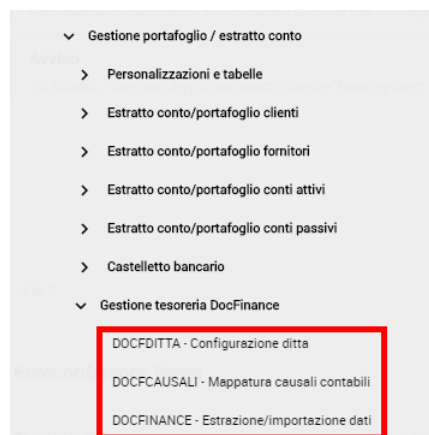 Gestione portafoglio / estratto conto
Personalizzazioni e tabelle
Estratto conto/portafoglio clienti
Estratto conto/portafoglio fornitori
Estratto conto/portafoglio conti attivi
Estratto conto/portafoglio conti passivi
Castelletto bancario
Gestione tesoreria DocFinance
DOCFDITTA - Configurazione ditta
DOCFCAUSALI - Mappatura causali contabili
DOCFINANCE - Estrazione/importazione dati